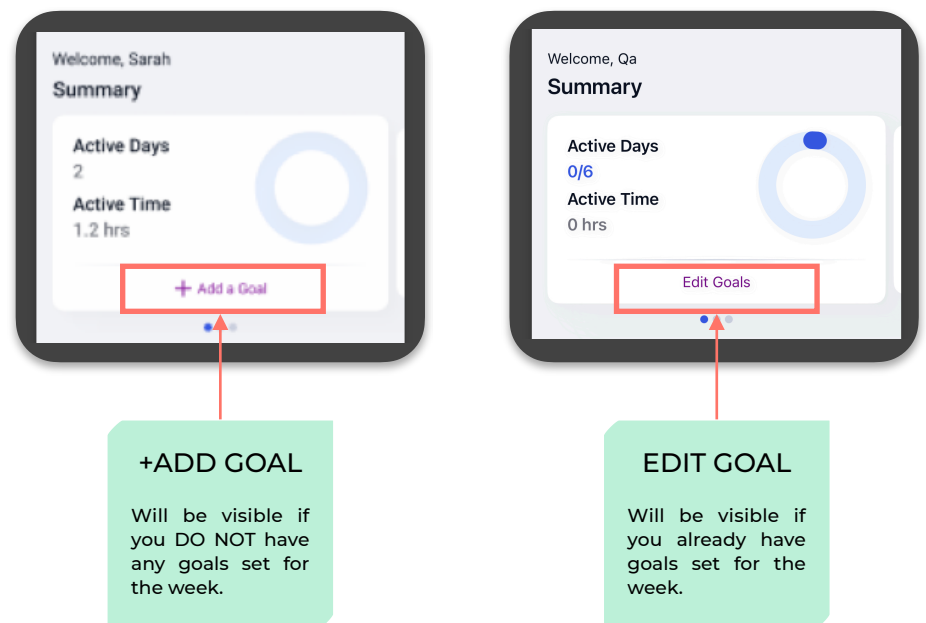 Welcome, Sarah
Summary
Active Days
2
Active Time
1.2 hrs
+ Add a Goal
Welcome, Qa
Summary
Active Days
0/6
Active Time
0 hrs
Edit Goals
+ADD GOAL
Will be visible if
you DO NOT have
any goals set for
the week.
EDIT GOAL
Will be visible if
you already have
goals set for the
week.